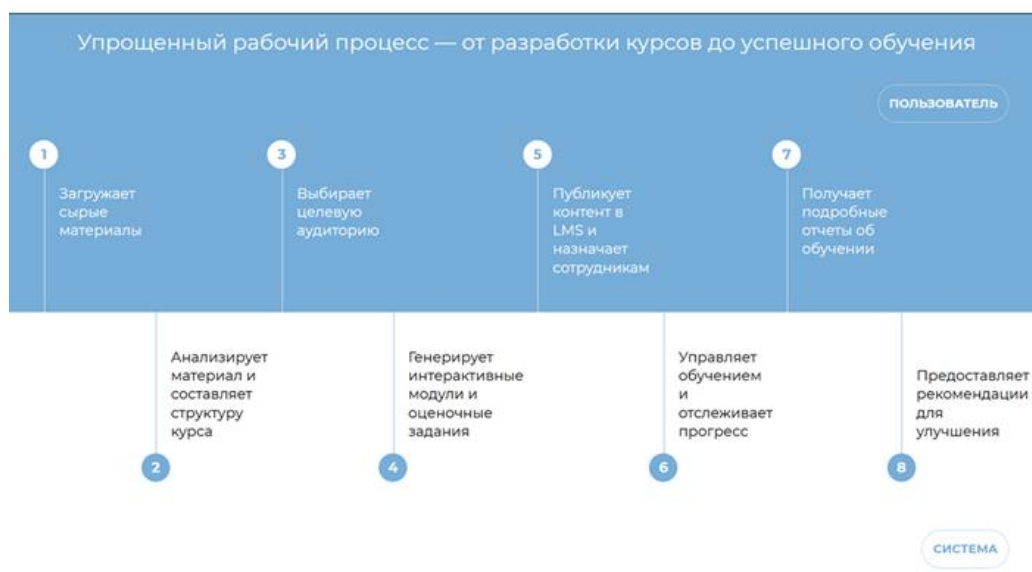 Упрощенный рабочий процесс — от разработки курсов до успешного обучения
ПОЛЬЗОВАТЕЛЬ
1
Загружает
сырые
материалы
3
Выбирает
целевую
аудиторию
5
Публикует
контент в
LMS и
назначает
сотрудникам
7
Получает
подробные
отчеты об
обучении
Анализирует
материал и
составляет
структуру
курса
2
Генерирует
интерактивные
модули и
оценочные
задания
4
Управляет
обучением
и
отслеживает
прогресс
6
Предоставляет
рекомендации
для
улучшения
8
СИСТЕМА